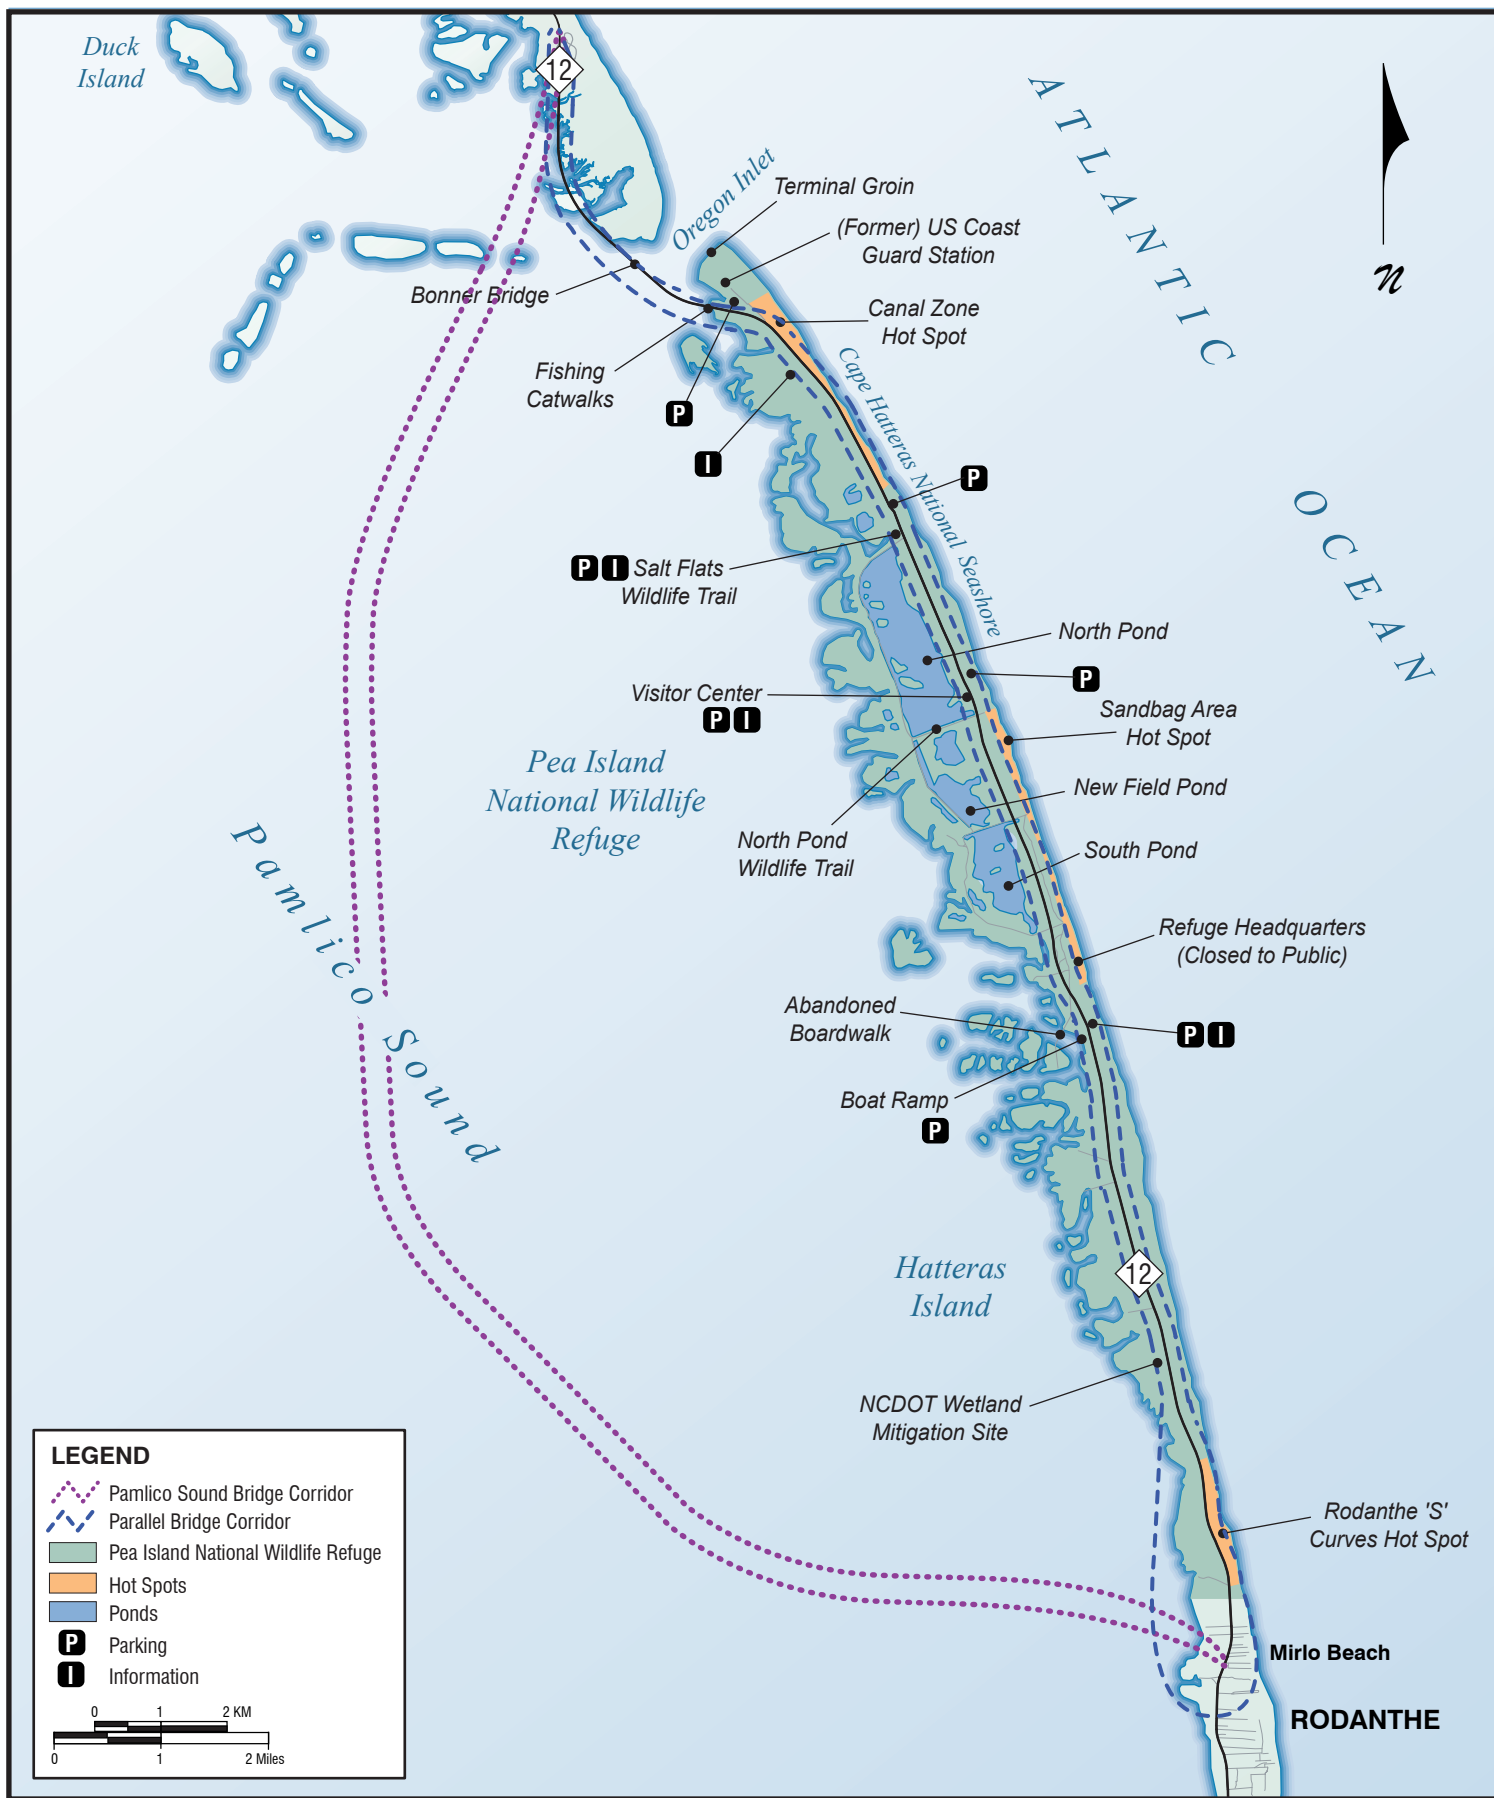 Duck
Island
12
ATLANTIC
OCEAN
N
Oregon Inlet
Terminal Groin
(Former) US Coast
Guard Station
Bonner Bridge
Canal Zone
Hot Spot
Fishing
Catwalks
P
I
Cape Hatteras National Seashore
P
P I Salt Flats
Wildlife Trail
North Pond
P
Visitor Center
P I
Sandbag Area
Hot Spot
Pea Island
National Wildlife
Refuge
New Field Pond
North Pond
Wildlife Trail
South Pond
Pamlico Sound
Refuge Headquarters
(Closed to Public)
Abandoned
Boardwalk
P I
Boat Ramp
P
Hatteras
Island
12
NCDOT Wetland
Mitigation Site
Rodanthe 'S'
Curves Hot Spot
Mirlo Beach
RODANTHE
LEGEND
Pamlico Sound Bridge Corridor
Parallel Bridge Corridor
Pea Island National Wildlife Refuge
Hot Spots
Ponds
P Parking
I Information
0 1 2 KM
0 1 2 Miles